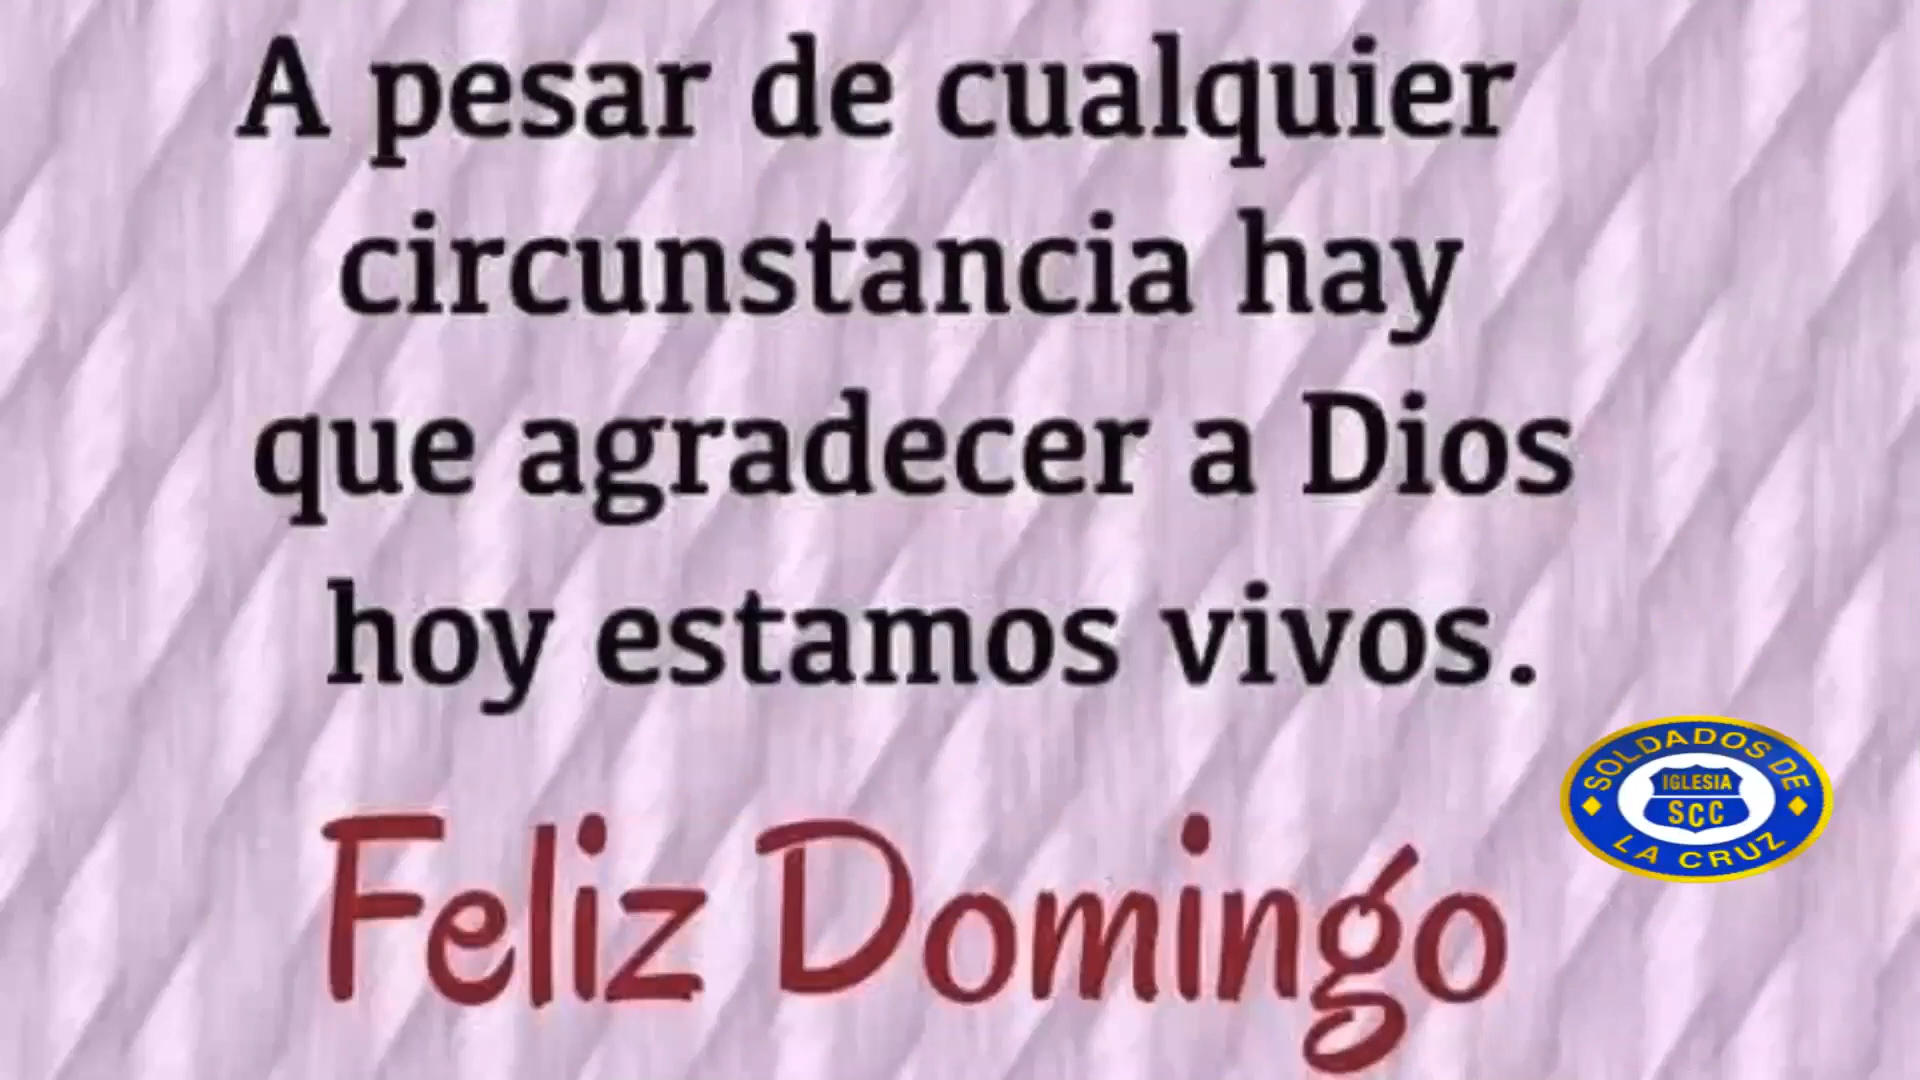 A pesar de cualquier
circunstancia hay
que agradecer a Dios
hoy estamos vivos.
Feliz Domingo
SOLDADOS DE
IGLESIA
SCC
LA CRUZ